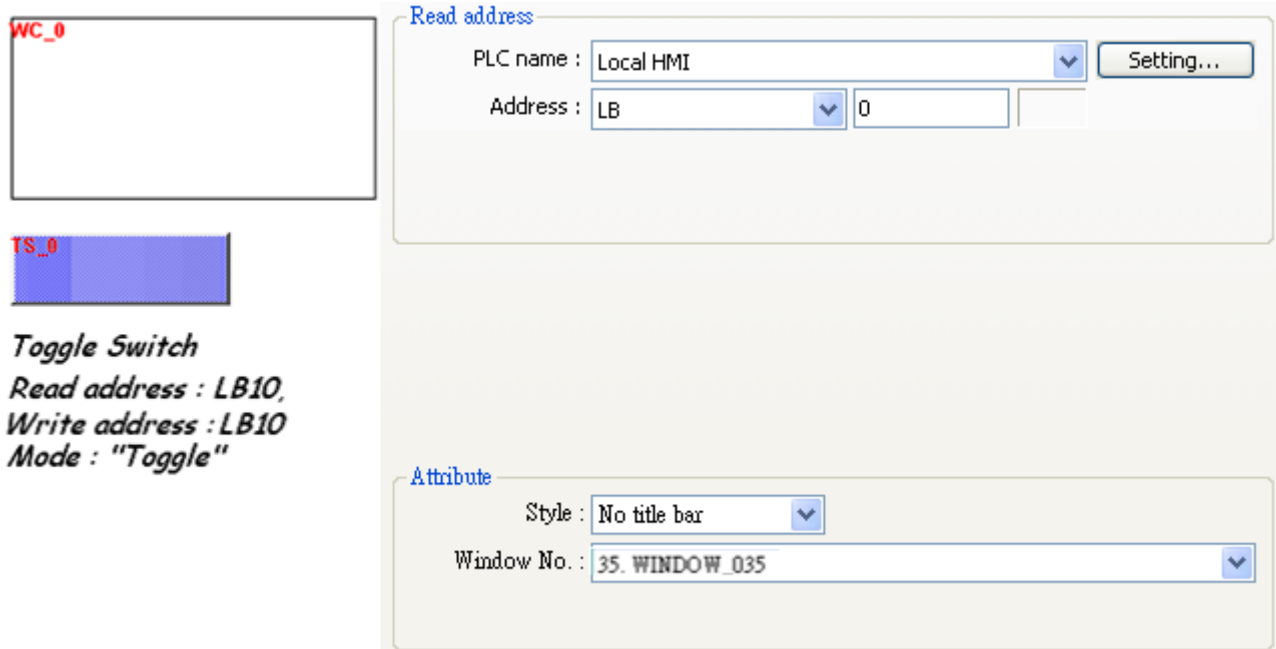 WC_0
TS_0
Toggle Switch
Read address : LB10,
Write address :LB10
Mode : "Toggle"
Read address
PLC name : Local HMI Setting...
Address : LB 0
Attribute
Style : No title bar
Window No. : 35. WINDOW_035